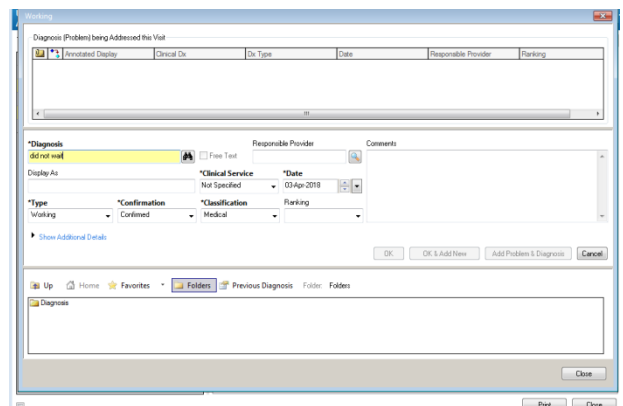 Working
Diagnosis (Problem) being Addressed this Visit
Annotated Display Clinical Dx Dx Type Date Responsible Provider Ranking
*Diagnosis Responsible Provider Comments
did not wait Free Text
Display As *Clinical Service *Date
Not Specified 03-Apr-2018
*Type *Confirmation *Classification Ranking
Working Confirmed Medical
Show Additional Details
OK OK & Add New Add Problem & Diagnosis Cancel
Up Home Favorites Folders Previous Diagnosis Folder: Folders
Diagnosis
Close
Print Close